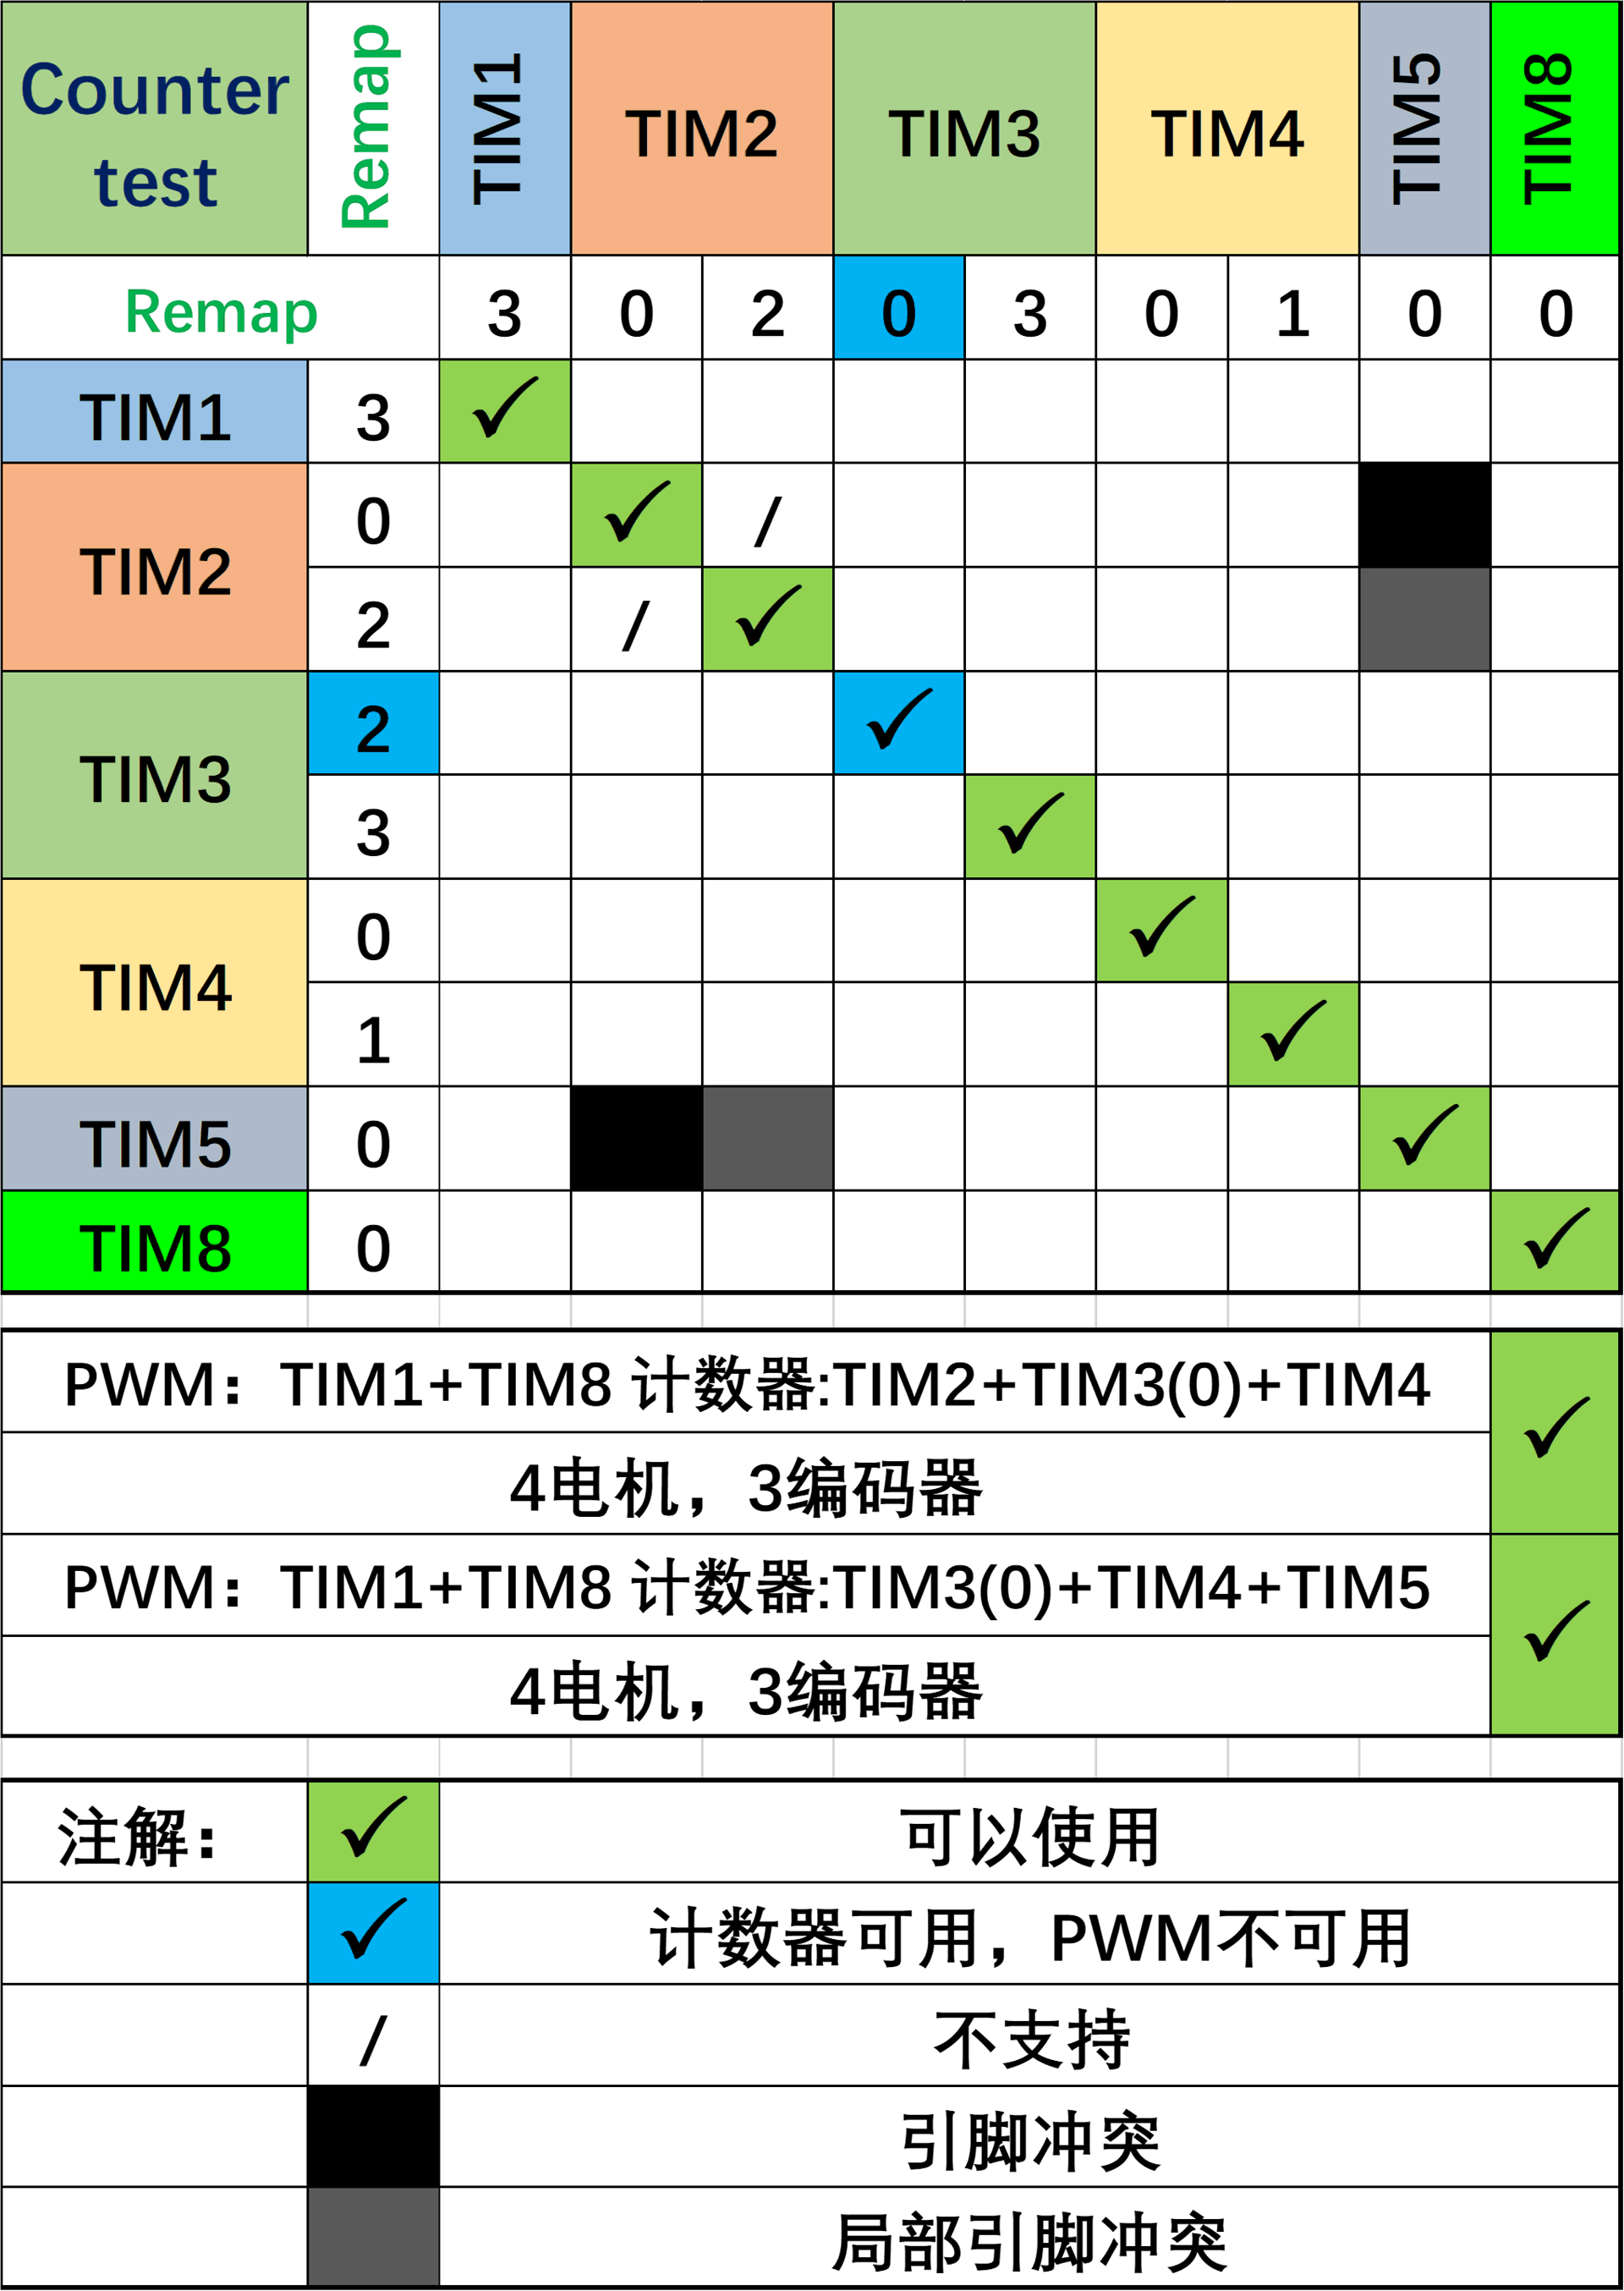 Counter test Remap TIM1 TIM2 TIM3 TIM4 TIM5 TIM8
Remap 3 0 2 0 3 0 1 0 0
TIM1 3 ✓
TIM2 0 ✓ /
2 / ✓
TIM3 2 ✓
3 ✓
TIM4 0 ✓
1 ✓
TIM5 0 ✓
TIM8 0 ✓
PWM：TIM1+TIM8 计数器:TIM2+TIM3(0)+TIM4 ✓
4电机，3编码器
PWM：TIM1+TIM8 计数器:TIM3(0)+TIM4+TIM5 ✓
4电机，3编码器
注解： ✓ 可以使用
✓ 计数器可用，PWM不可用
/ 不支持
引脚冲突
局部引脚冲突